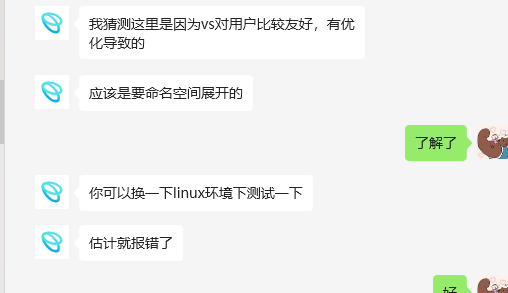 我猜测这里是因为vs对用户比较友好，有优
化导致的
应该是要命名空间展开的
了解了
你可以换一下linux环境下测试一下
估计就报错了
好